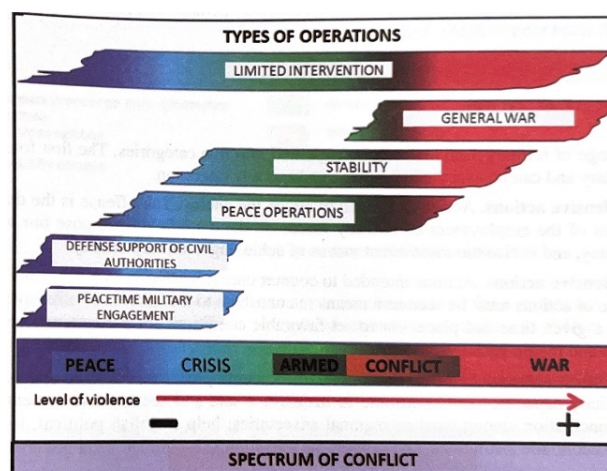 TYPES OF OPERATIONS
LIMITED INTERVENTION
GENERAL WAR
STABILITY
PEACE OPERATIONS
DEFENSE SUPPORT OF CIVIL
AUTHORITIES
PEACETIME MILITARY
ENGAGEMENT
PEACE CRISIS ARMED CONFLICT WAR
Level of violence
− +
SPECTRUM OF CONFLICT